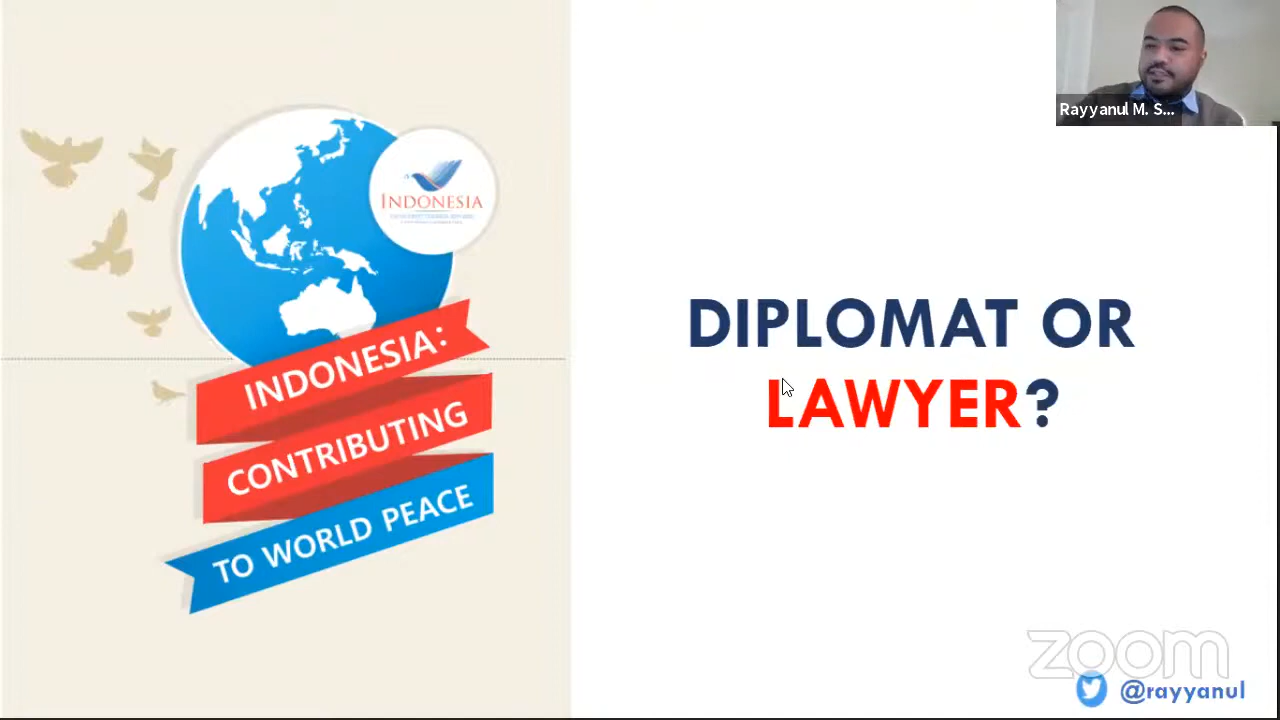 Rayyanul M. S...
INDONESIA
INDONESIA:
CONTRIBUTING
TO WORLD PEACE
DIPLOMAT OR
LAWYER?
zoom
@rayyanul